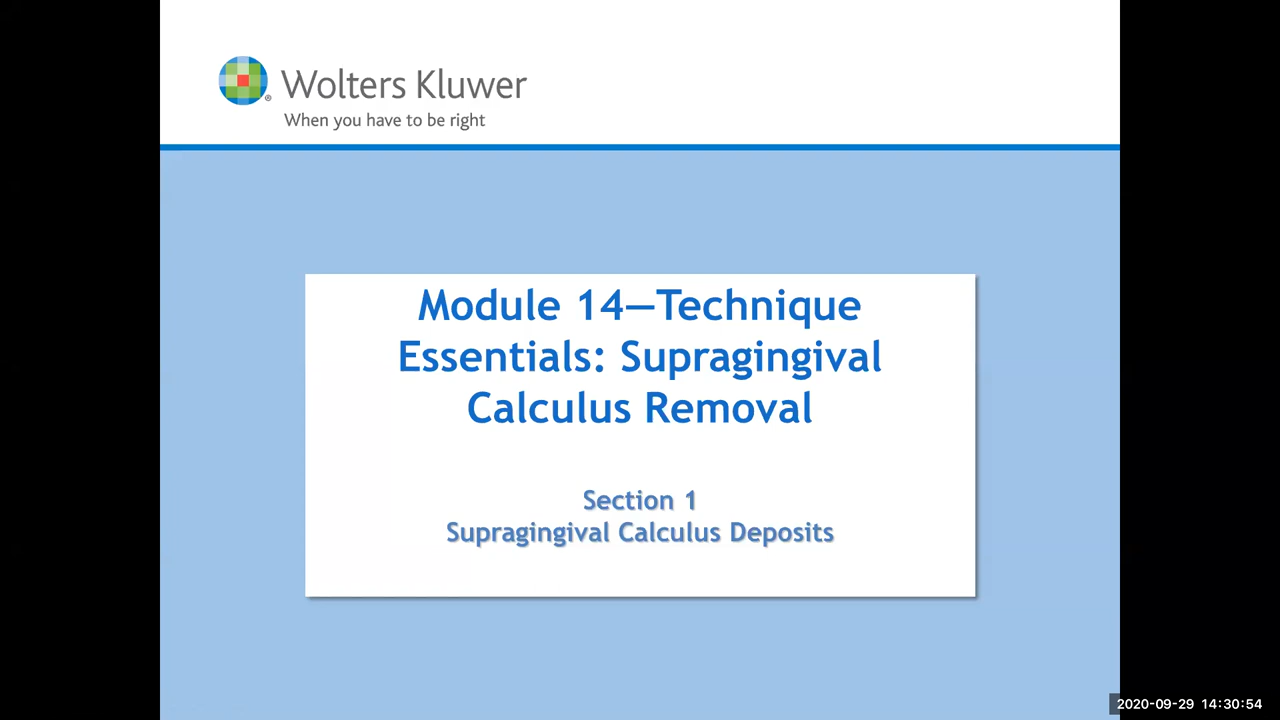 Wolters Kluwer
When you have to be right
Module 14—Technique
Essentials: Supragingival
Calculus Removal
Section 1
Supragingival Calculus Deposits
2020-09-29 14:30:54